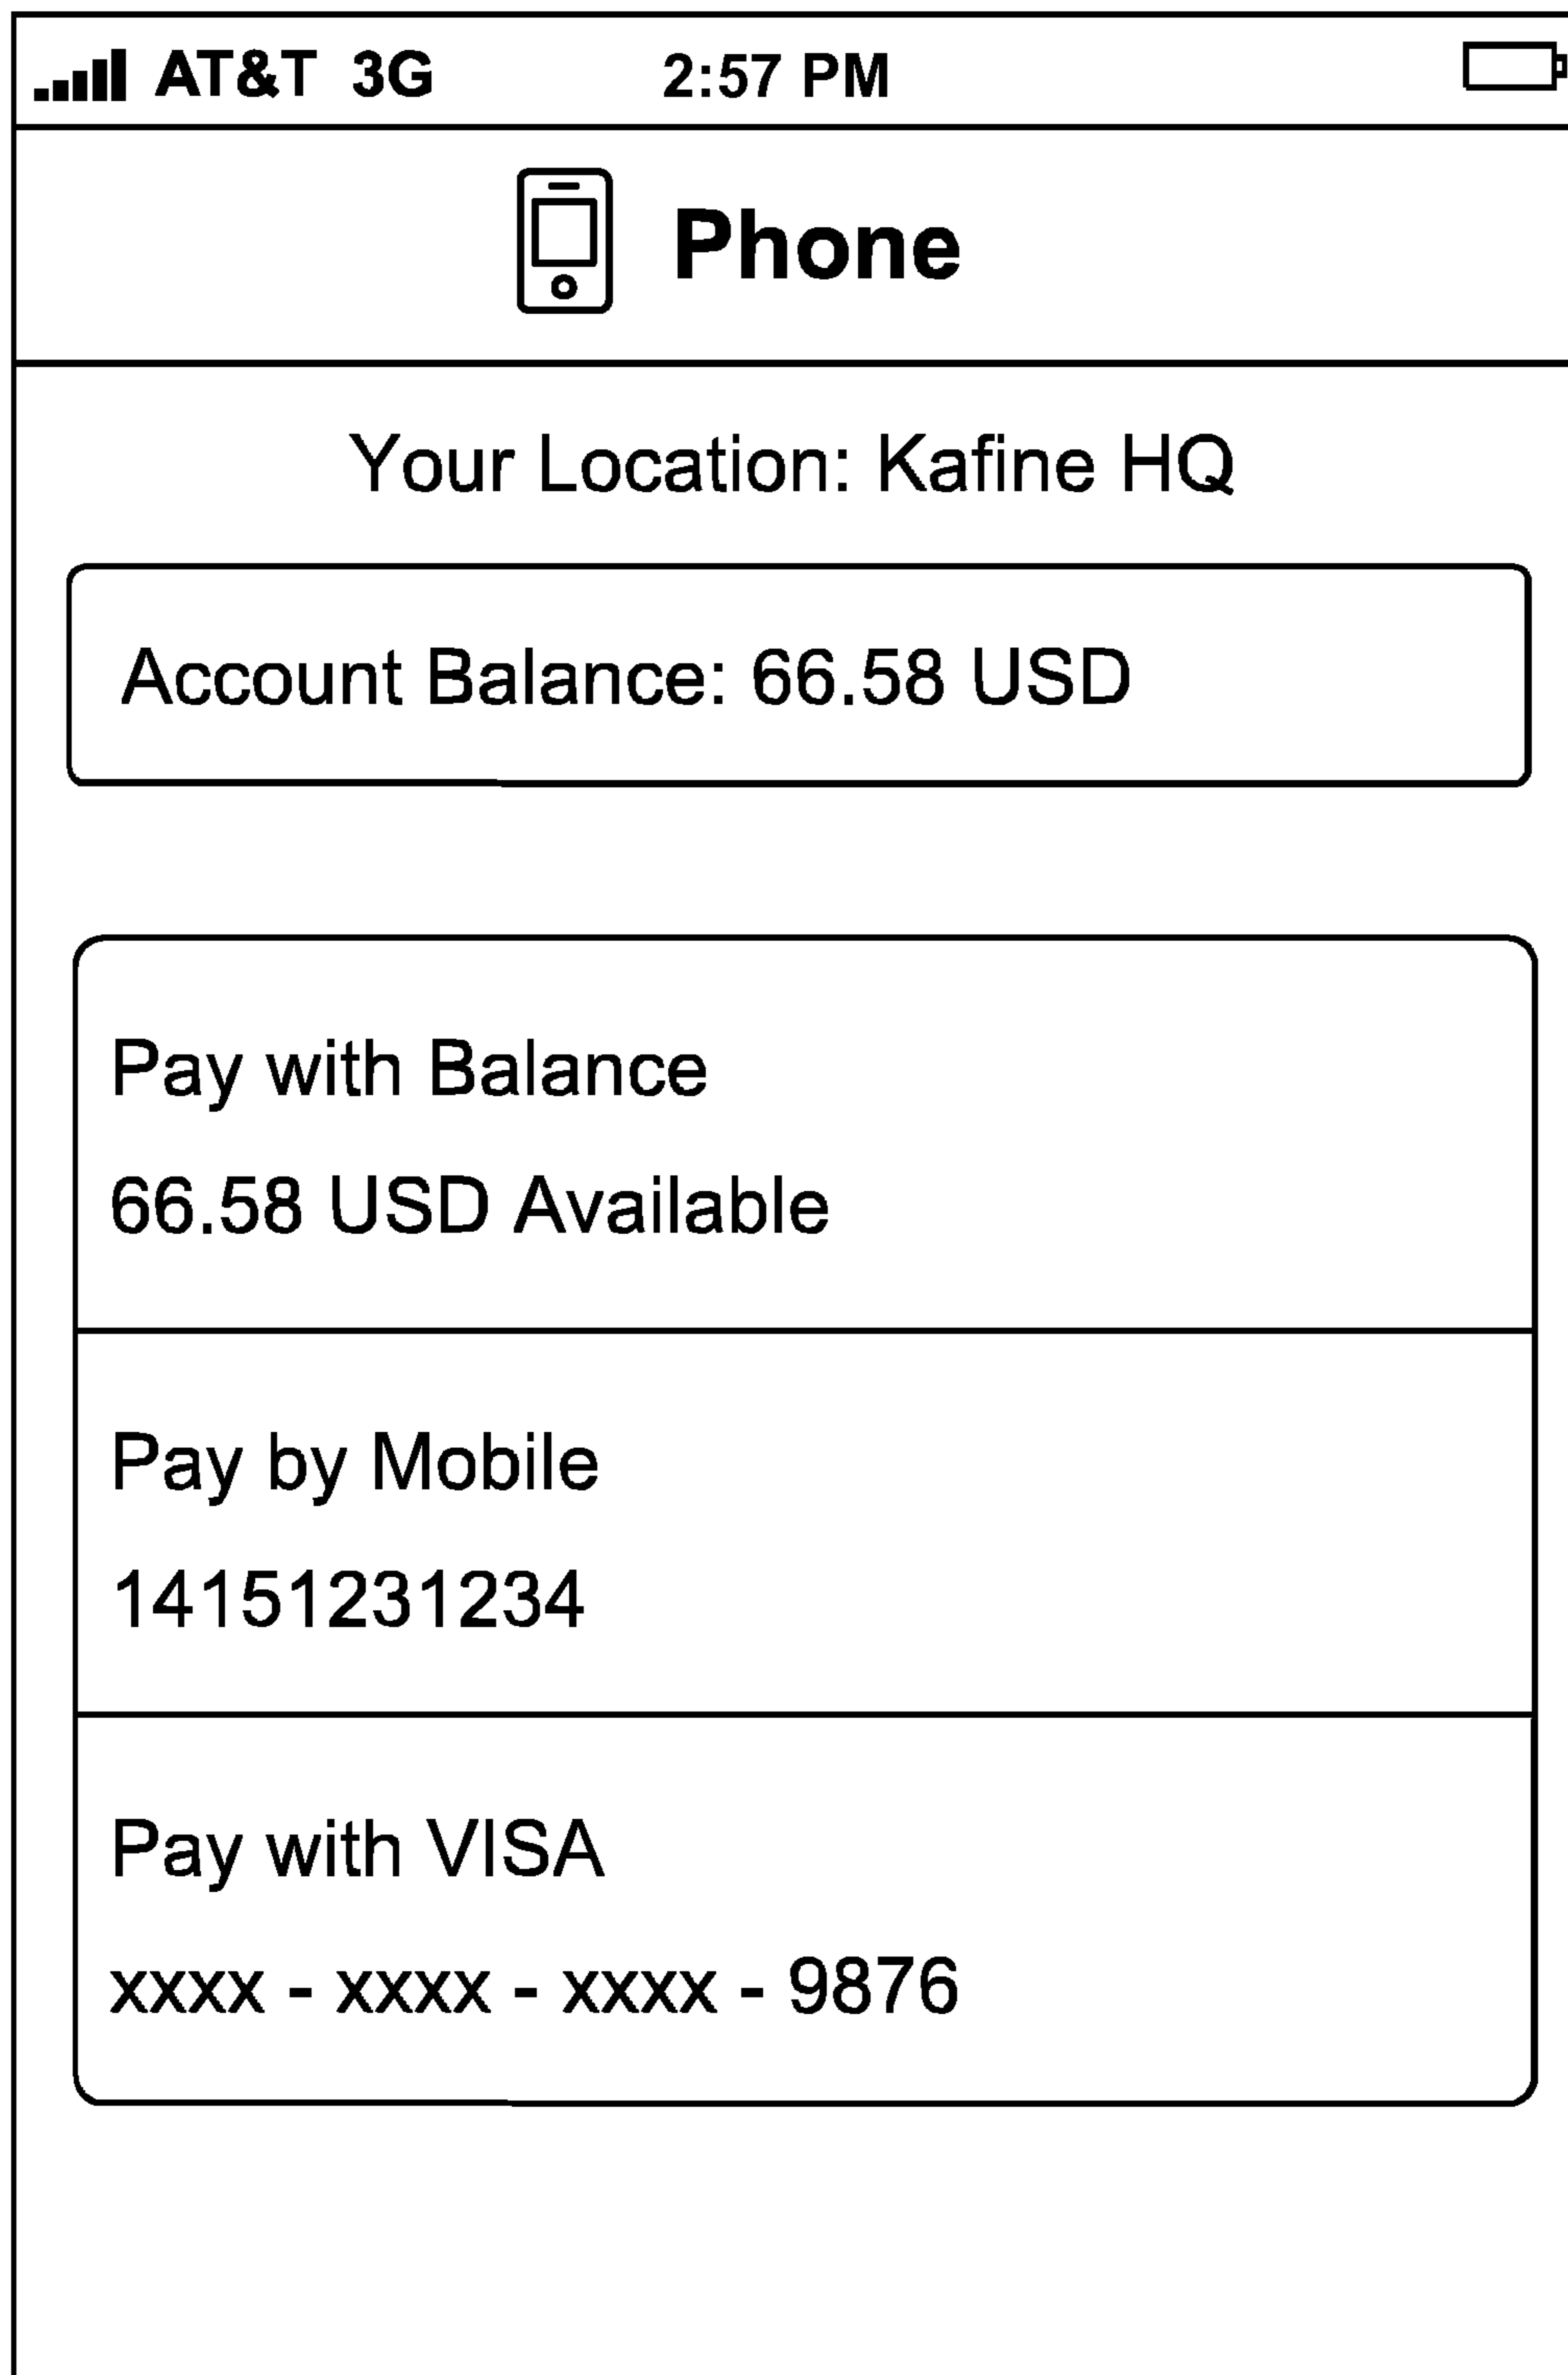 AT&T 3G 2:57 PM
Phone
Your Location: Kafine HQ
Account Balance: 66.58 USD
Pay with Balance
66.58 USD Available
Pay by Mobile
14151231234
Pay with VISA
xxxx - xxxx - xxxx - 9876